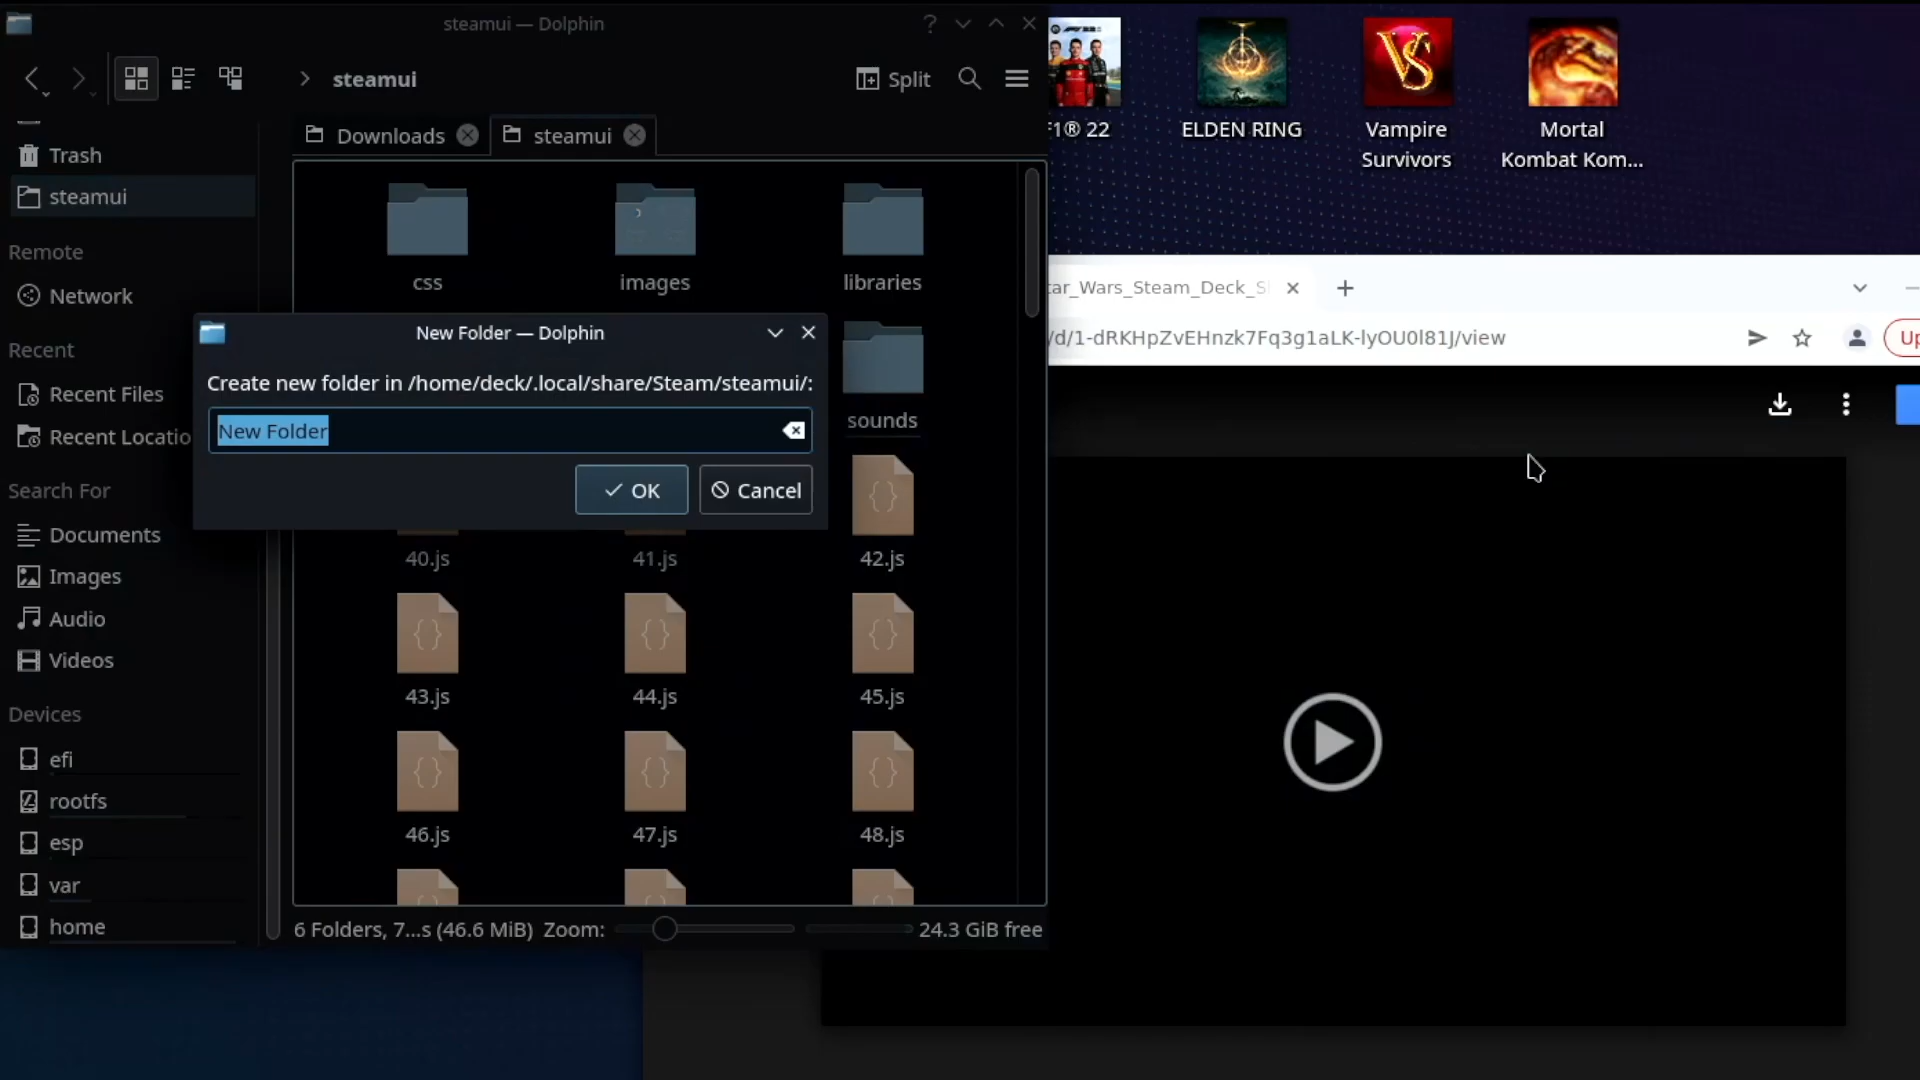 steamui — Dolphin
steamui
Split
Downloads
steamui
Trash
steamui
Remote
Network
Recent
Recent Files
Recent Locatio
Search For
Documents
Images
Audio
Videos
Devices
efi
rootfs
esp
var
home
css
images
libraries
sounds
New Folder — Dolphin
Create new folder in /home/deck/.local/share/Steam/steamui/:
New Folder
OK
Cancel
40.js
41.js
42.js
43.js
44.js
45.js
46.js
47.js
48.js
6 Folders, 7...s (46.6 MiB)
Zoom:
24.3 GiB free
F1® 22
ELDEN RING
Vampire
Survivors
Mortal
Kombat Kom...
ar_Wars_Steam_Deck_S
/d/1-dRKHpZvEHnzk7Fq3g1aLK-lyOU0l81J/view
Up